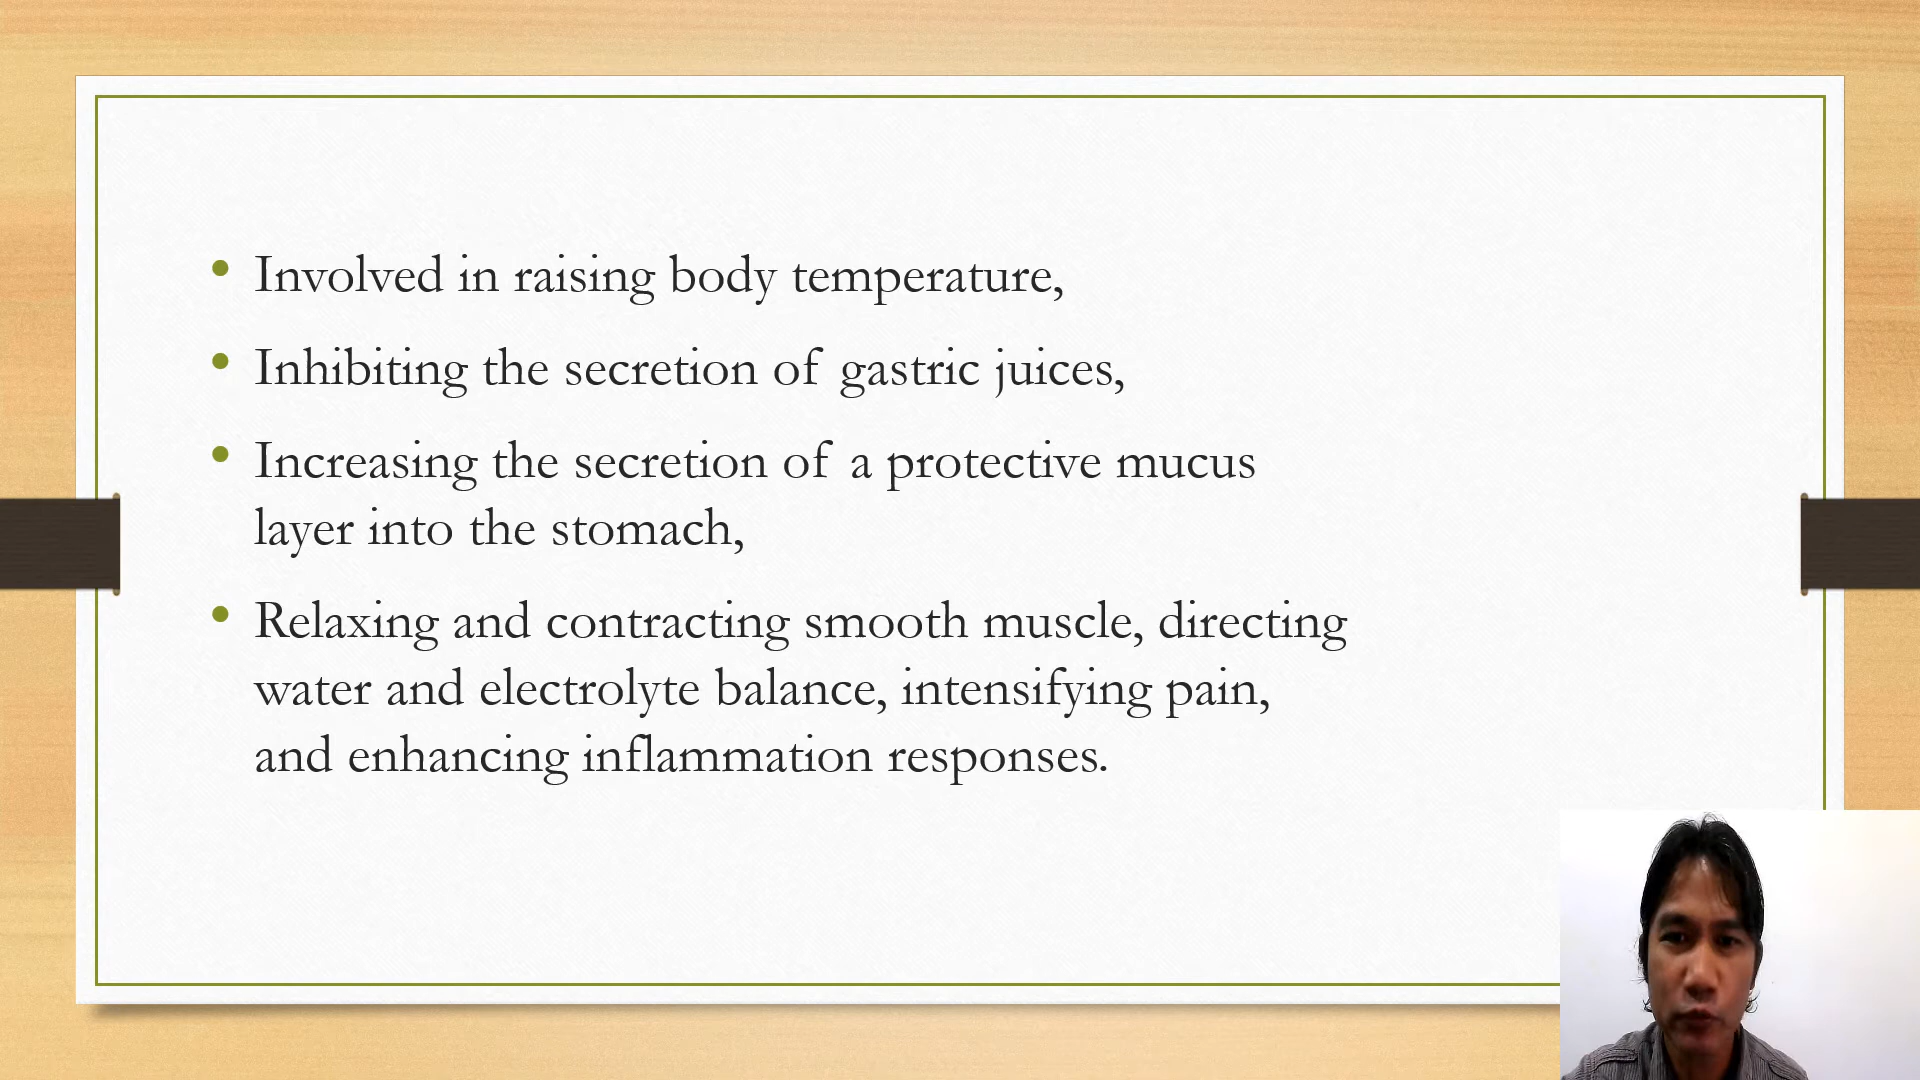 • Involved in raising body temperature,
• Inhibiting the secretion of gastric juices,
• Increasing the secretion of a protective mucus
layer into the stomach,
• Relaxing and contracting smooth muscle, directing
water and electrolyte balance, intensifying pain,
and enhancing inflammation responses.